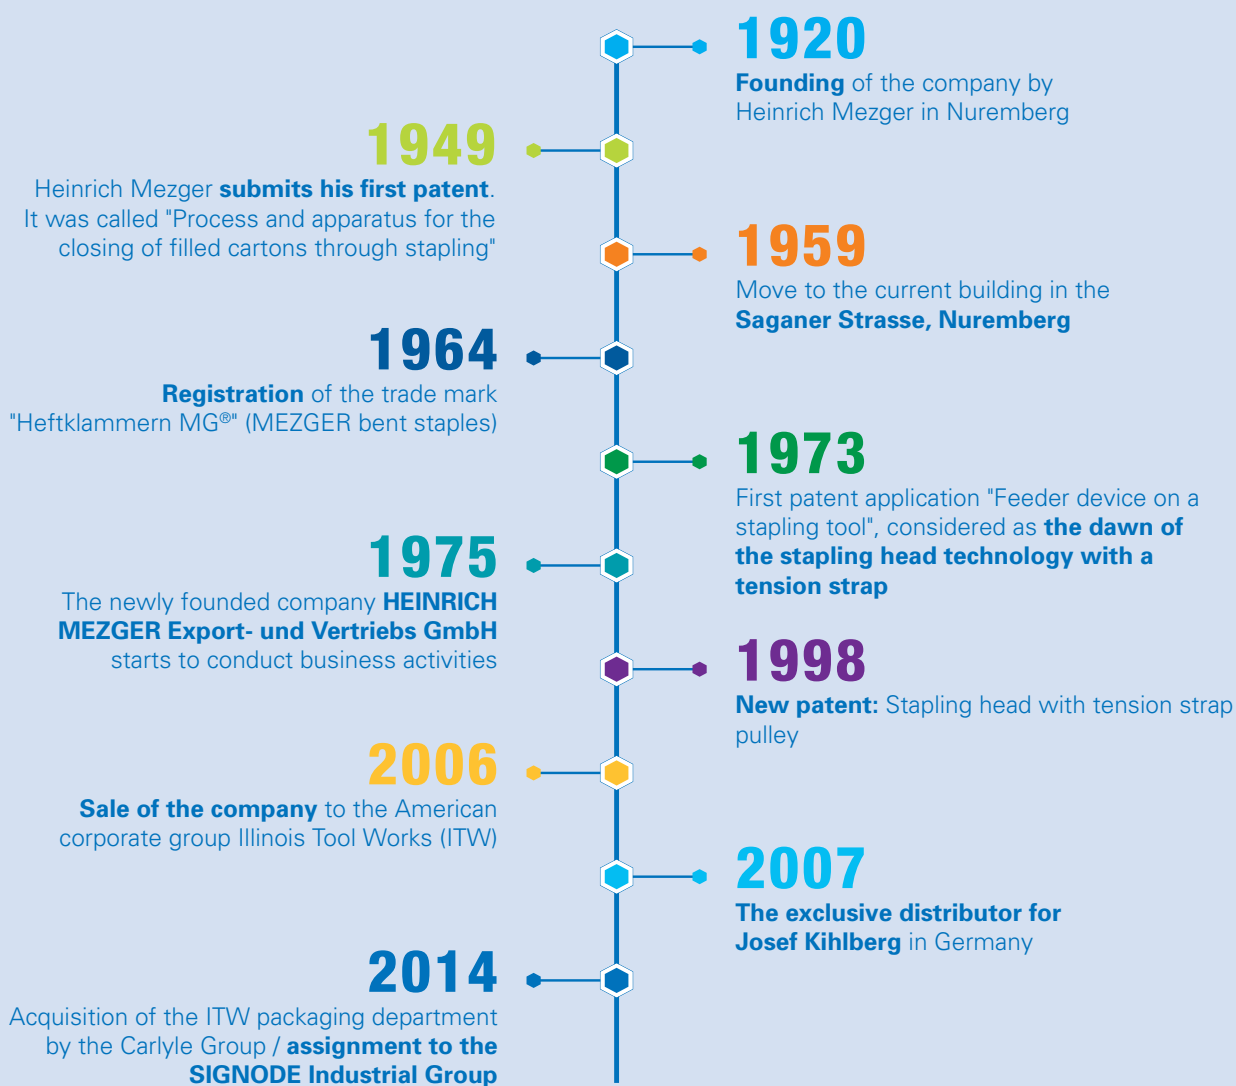 1920
Founding of the company by
Heinrich Mezger in Nuremberg
1949
Heinrich Mezger submits his first patent.
It was called "Process and apparatus for the
closing of filled cartons through stapling"
1959
Move to the current building in the
Saganer Strasse, Nuremberg
1964
Registration of the trade mark
"Heftklammern MG®" (MEZGER bent staples)
1973
First patent application "Feeder device on a
stapling tool", considered as the dawn of
the stapling head technology with a
tension strap
1975
The newly founded company HEINRICH
MEZGER Export- und Vertriebs GmbH
starts to conduct business activities
1998
New patent: Stapling head with tension strap
pulley
2006
Sale of the company to the American
corporate group Illinois Tool Works (ITW)
2007
The exclusive distributor for
Josef Kihlberg in Germany
2014
Acquisition of the ITW packaging department
by the Carlyle Group / assignment to the
SIGNODE Industrial Group